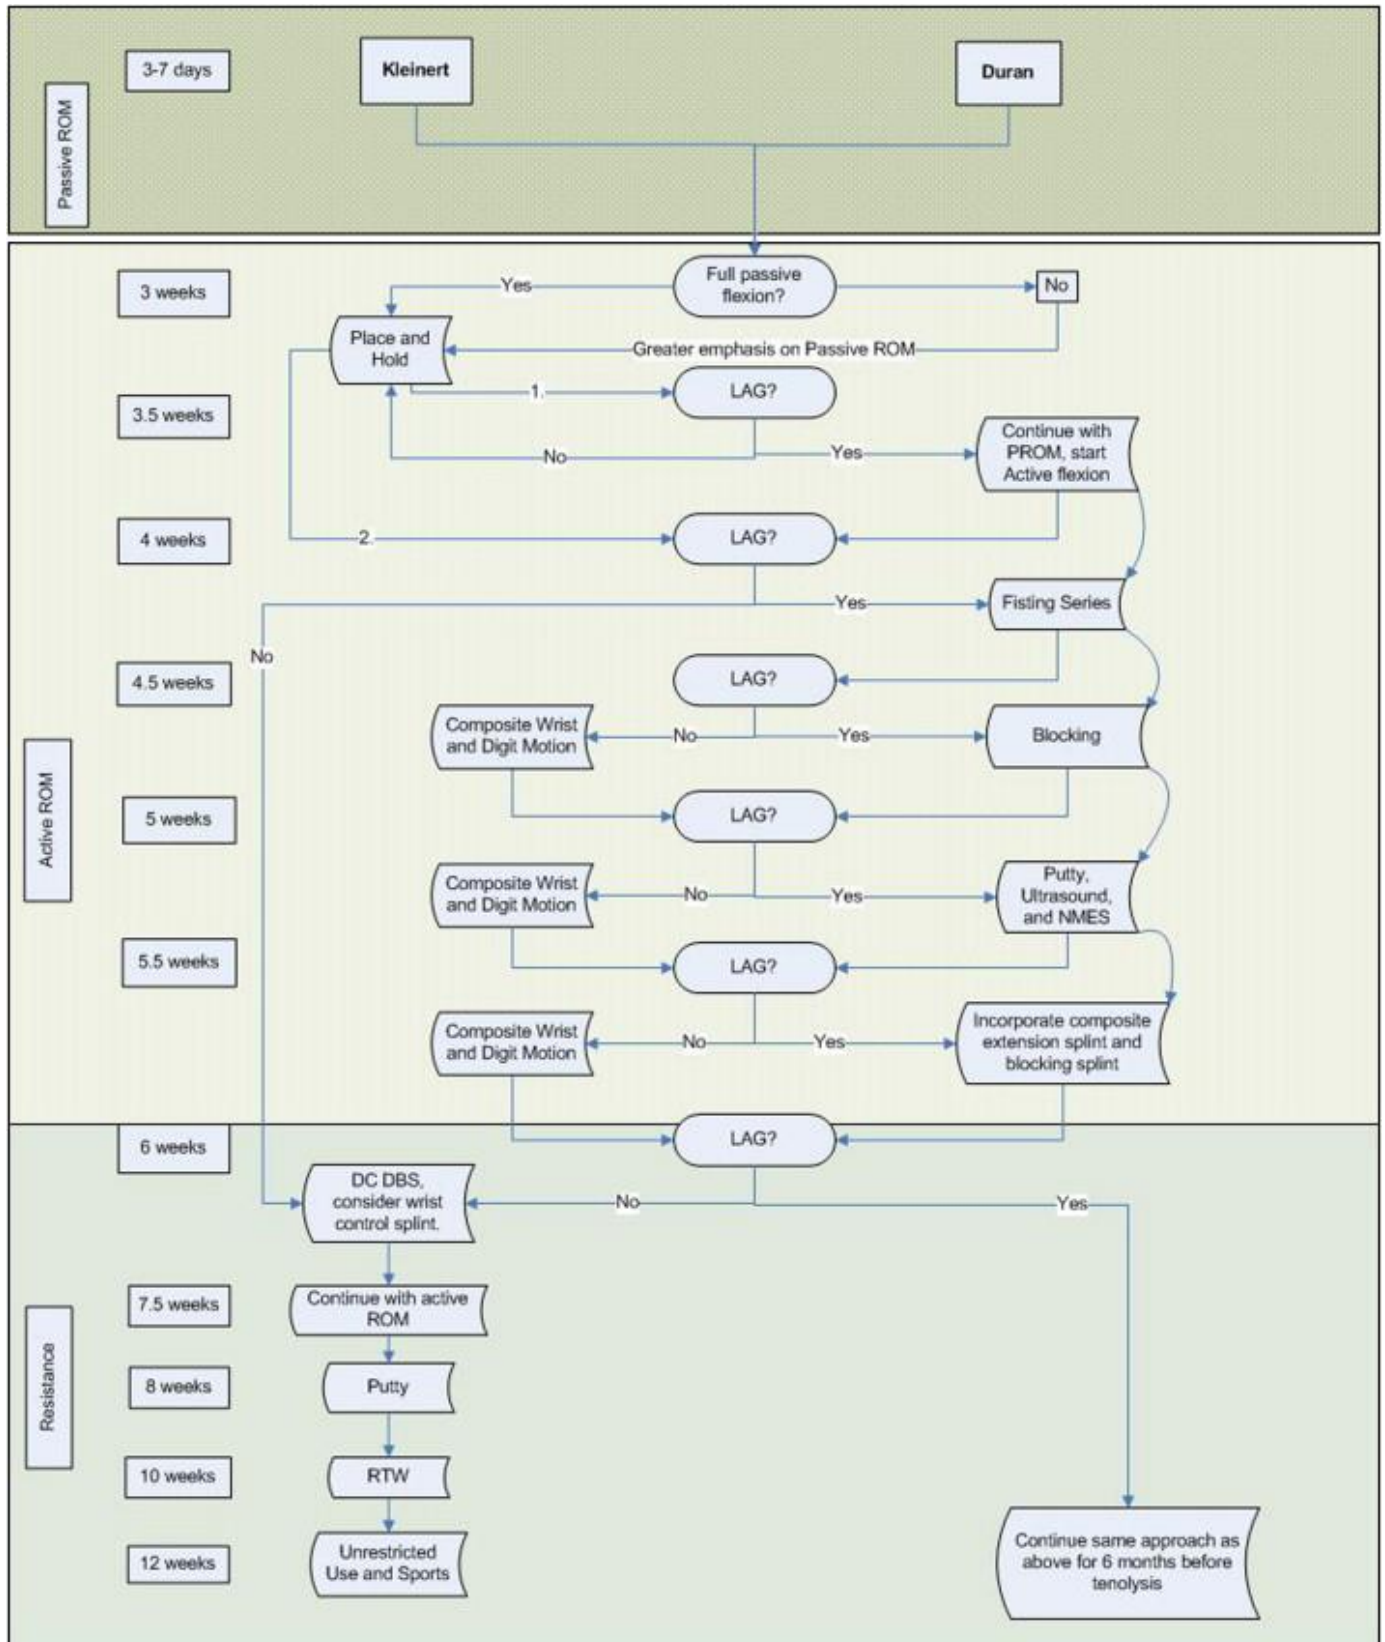 3-7 days
Kleinert
Duran
Passive ROM
3 weeks
Full passive
flexion?
Yes
No
Place and
Hold
Greater emphasis on Passive ROM
1.
LAG?
3.5 weeks
No
Yes
Continue with
PROM, start
Active flexion
4 weeks
2.
LAG?
Yes
Fisting Series
No
4.5 weeks
LAG?
Composite Wrist
and Digit Motion
No
Yes
Blocking
Active ROM
5 weeks
LAG?
Composite Wrist
and Digit Motion
No
Yes
Putty,
Ultrasound,
and NMES
5.5 weeks
LAG?
Composite Wrist
and Digit Motion
No
Yes
Incorporate composite
extension splint and
blocking splint
6 weeks
LAG?
DC DBS,
consider wrist
control splint.
No
Yes
Resistance
7.5 weeks
Continue with active
ROM
8 weeks
Putty
10 weeks
RTW
12 weeks
Unrestricted
Use and Sports
Continue same approach as
above for 6 months before
tenolysis